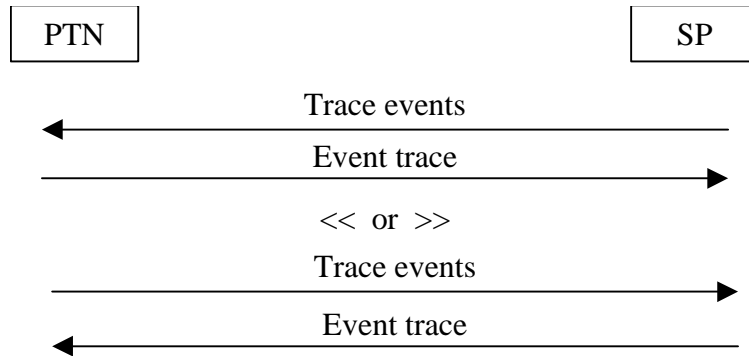 PTN
SP
Trace events
Event trace
<< or >>
Trace events
Event trace